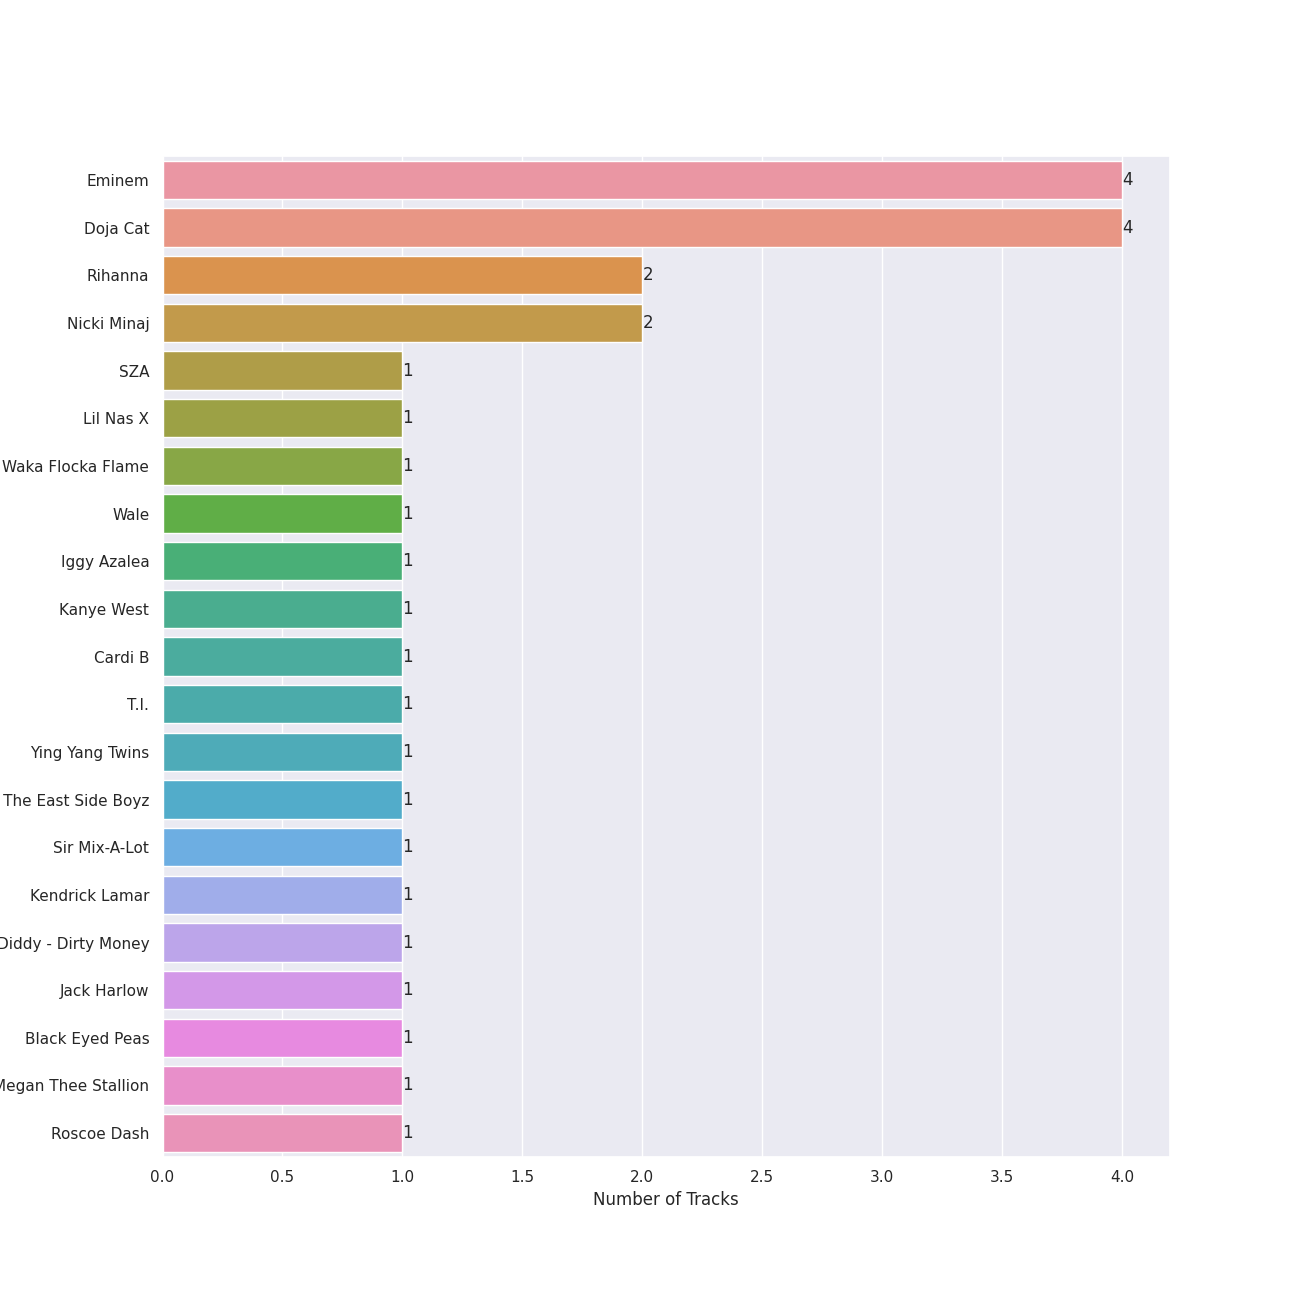 Eminem 4
Doja Cat 4
Rihanna 2
Nicki Minaj 2
SZA 1
Lil Nas X 1
Waka Flocka Flame 1
Wale 1
Iggy Azalea 1
Kanye West 1
Cardi B 1
T.I. 1
Ying Yang Twins 1
The East Side Boyz 1
Sir Mix-A-Lot 1
Kendrick Lamar 1
Diddy - Dirty Money 1
Jack Harlow 1
Black Eyed Peas 1
Megan Thee Stallion 1
Roscoe Dash 1
0.0 0.5 1.0 1.5 2.0 2.5 3.0 3.5 4.0
Number of Tracks